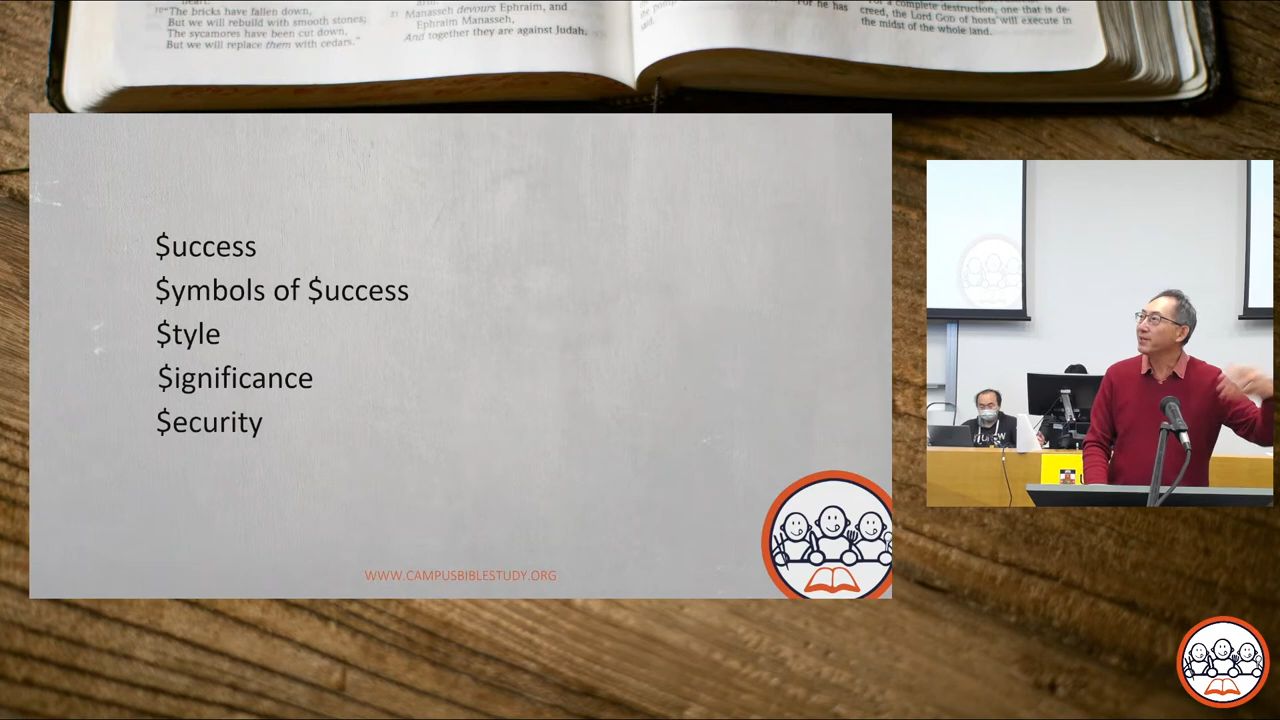 10 "The bricks have fallen down,
But we will rebuild with smooth stones;
The sycamores have been cut down,
But we will replace them with cedars."
21 Manasseh devours Ephraim, and
Ephraim Manasseh,
And together they are against Judah.
For he has
a complete destruction, one that is de-
creed, the Lord GOD of hosts will execute in
the midst of the whole land.
$uccess
$ymbols of $uccess
$tyle
$ignificance
$ecurity
WWW.CAMPUSBIBLESTUDY.ORG